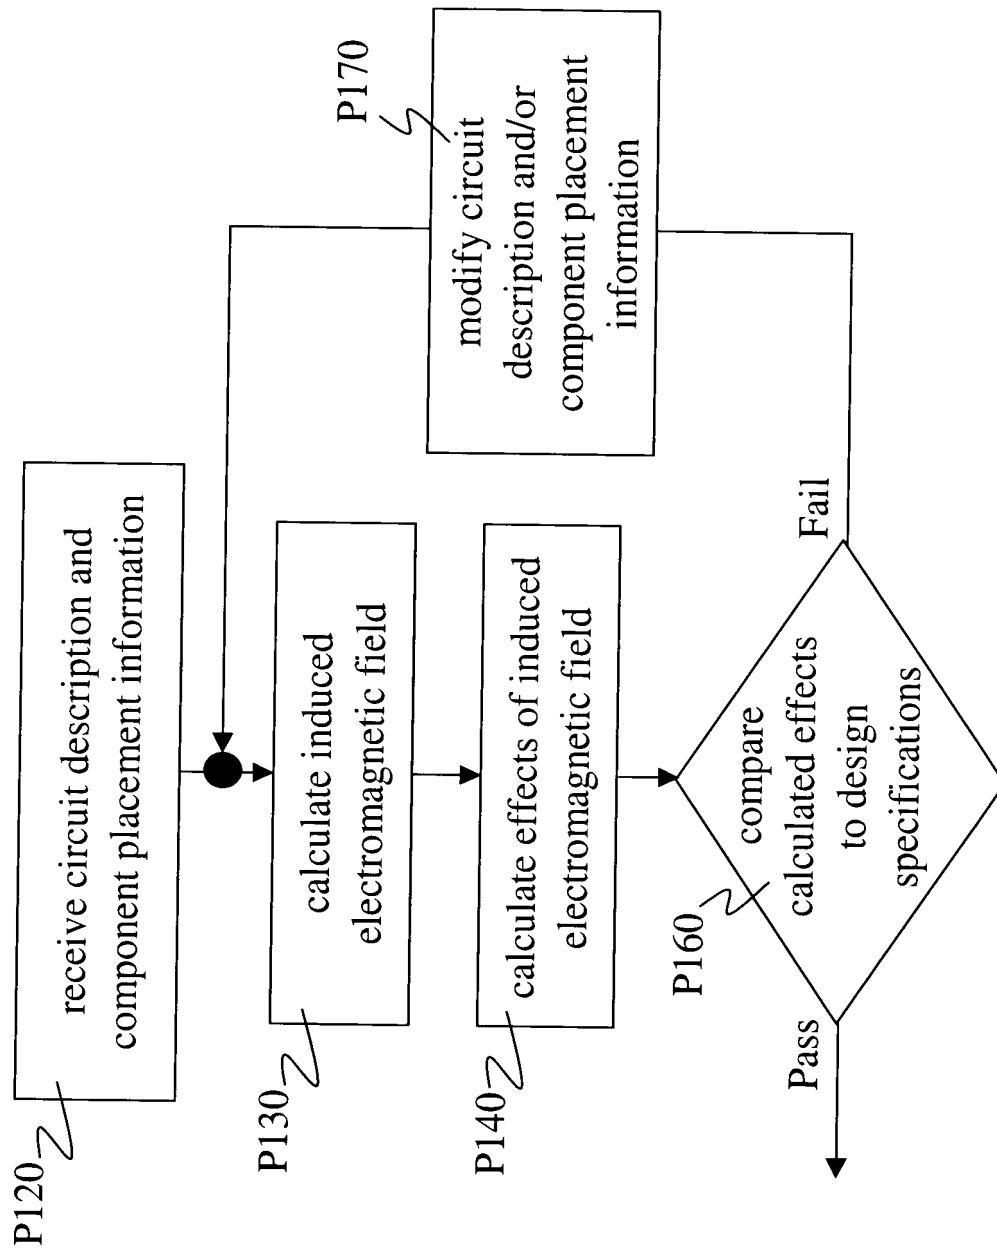 P120
receive circuit description and
component placement information
P130
calculate induced
electromagnetic field
P140
calculate effects of induced
electromagnetic field
P160
compare
calculated effects
to design
specifications
Pass
Fail
P170
modify circuit
description and/or
component placement
information